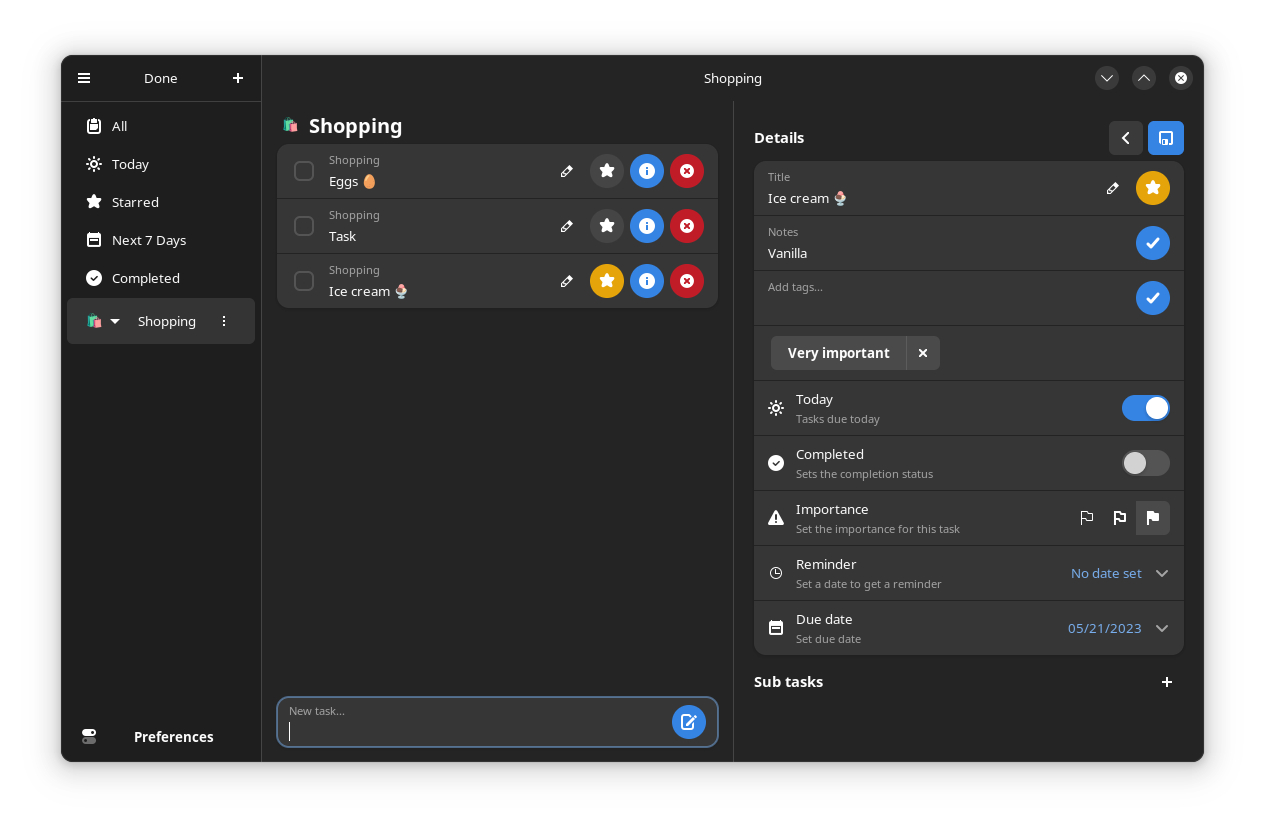 Done
Shopping
All
Today
Starred
Next 7 Days
Completed
🛍️ Shopping
Preferences
🛍️ Shopping
Shopping
Eggs 🥚
Shopping
Task
Shopping
Ice cream 🍨
New task...
Details
Title
Ice cream 🍨
Notes
Vanilla
Add tags...
Very important
Today
Tasks due today
Completed
Sets the completion status
Importance
Set the importance for this task
Reminder
Set a date to get a reminder
No date set
Due date
Set due date
05/21/2023
Sub tasks